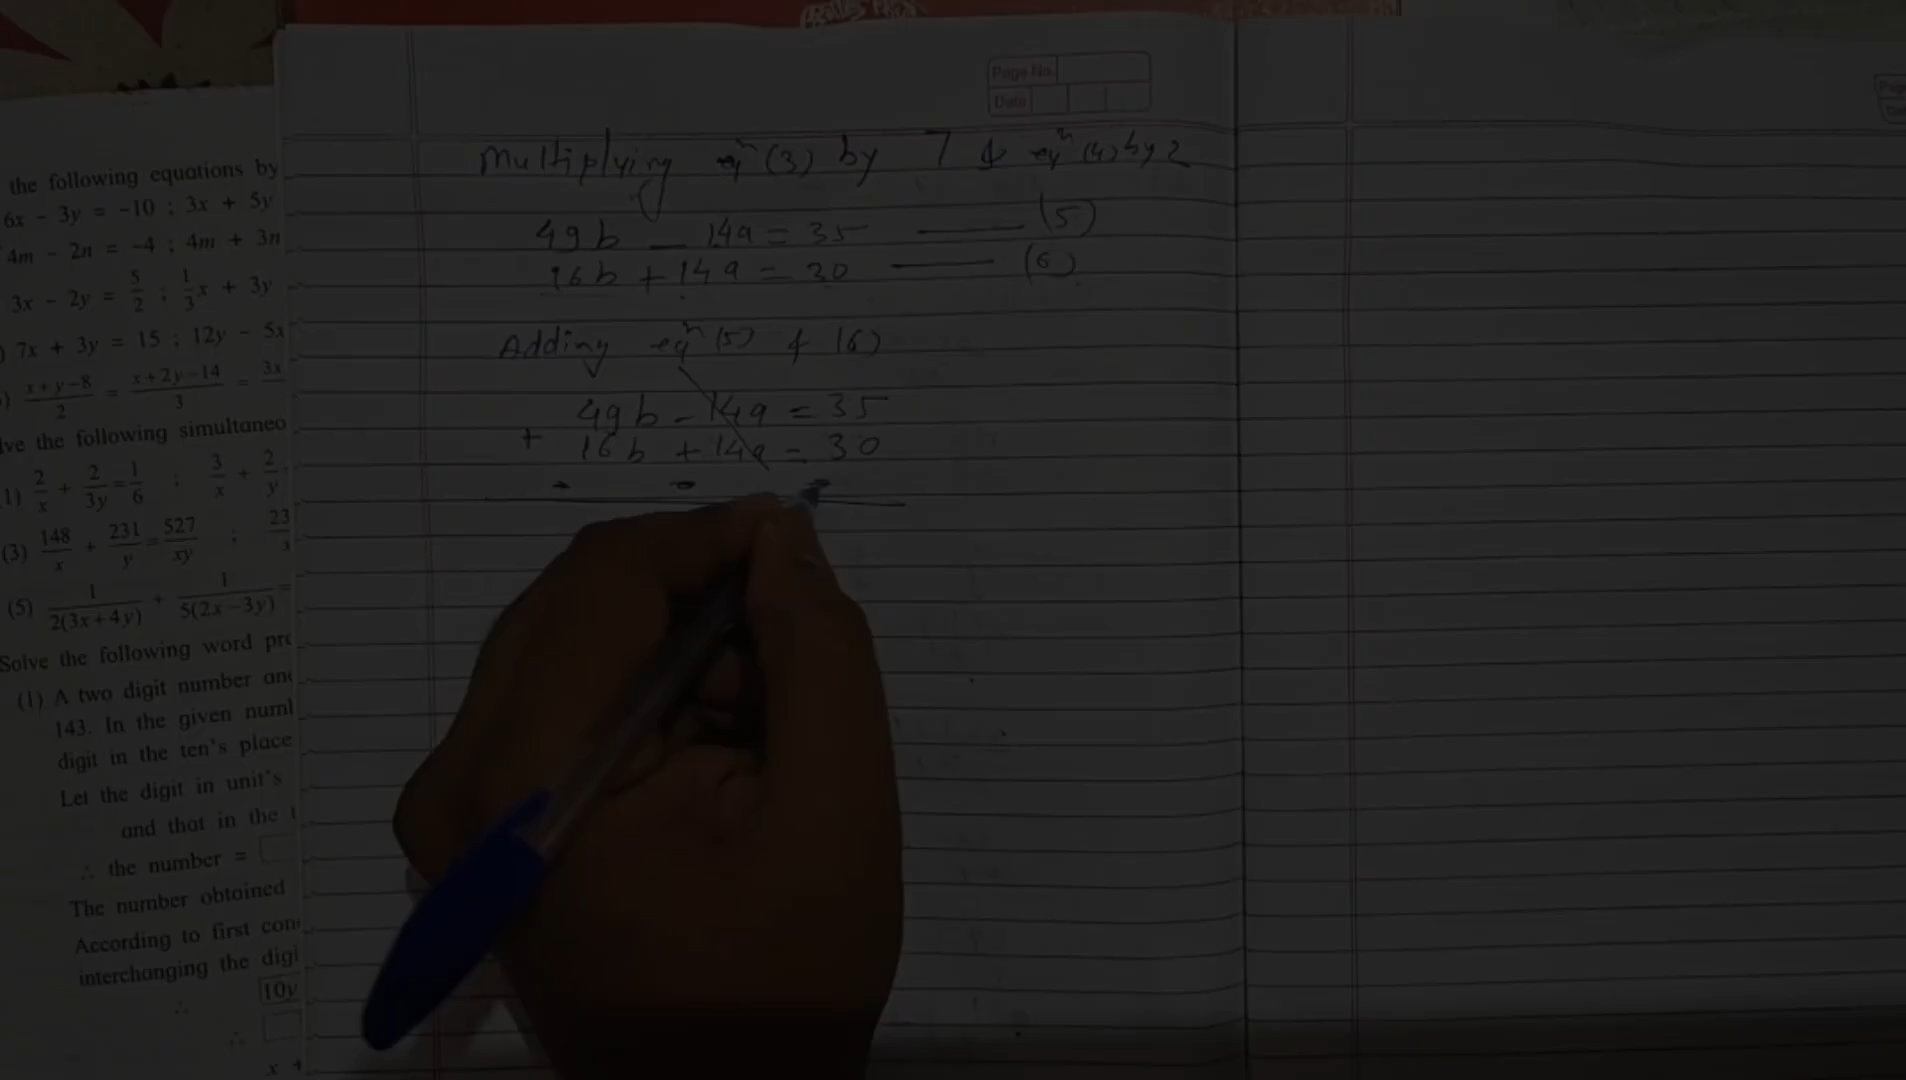 Page No.
Date
Multiplying eqn (3) by 7 & eqn (4) by 2
49b - 14a = 35 —— (5)
16b + 14a = 30 —— (6)
Adding eqn (5) & (6)
49b - 14a = 35
+ 16b + 14a = 30
the following equations by
6x - 3y = -10 ; 3x + 5y
4m - 2n = -4 ; 4m + 3n
3x - 2y = 5/2 ; 1/3 x + 3y
7x + 3y = 15 ; 12y - 5x
x+y-8/2 = x+2y-14/3 = 3x
lve the following simultaneo
1) 2/x + 2/3y = 1/6 ; 3/x + 2/y
(3) 148/x + 231/y = 527/xy ; 23
(5) 1/2(3x+4y) + 1/5(2x-3y) =
Solve the following word pro
(1) A two digit number and
143. In the given numl
digit in the ten's place
Let the digit in unit's
and that in the
∴ the number =
The number obtained
According to first con
interchanging the digi
∴ 10y
∴
x +